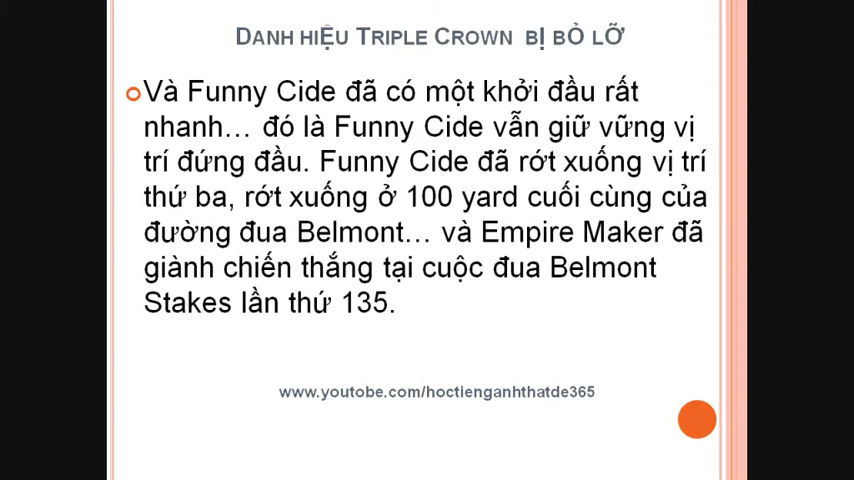 DANH HIỆU TRIPLE CROWN BỊ BỎ LỠ
Và Funny Cide đã có một khởi đầu rất
nhanh… đó là Funny Cide vẫn giữ vững vị
trí đứng đầu. Funny Cide đã rớt xuống vị trí
thứ ba, rớt xuống ở 100 yard cuối cùng của
đường đua Belmont… và Empire Maker đã
giành chiến thắng tại cuộc đua Belmont
Stakes lần thứ 135.
www.youtobe.com/hoctienganhthatde365